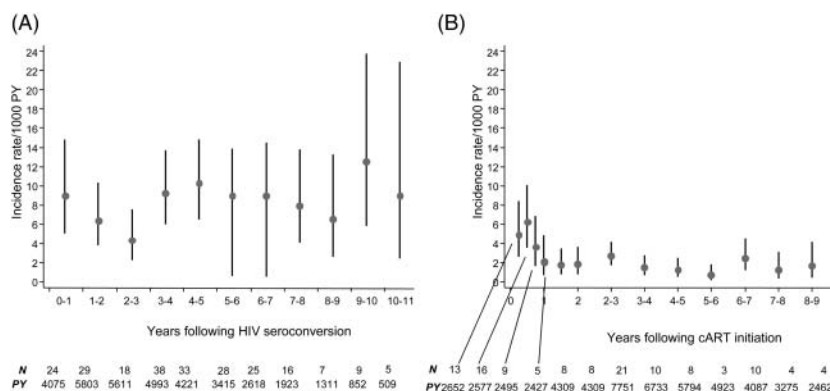 (A)
Incidence rate/1000 PY
24
22
20
18
16
14
12
10
8
6
4
2
0
0-1 1-2 2-3 3-4 4-5 5-6 6-7 7-8 8-9 9-10 10-11
Years following HIV seroconversion
N 24 29 18 38 33 28 25 16 7 9 5
PY 4075 5803 5611 4993 4221 3415 2618 1923 1311 852 509
(B)
Incidence rate/1000 PY
24
22
20
18
16
14
12
10
8
6
4
2
0
0 1 2 2-3 3-4 4-5 5-6 6-7 7-8 8-9
Years following cART initiation
N 13 16 9 5 8 8 21 10 8 3 10 4 4
PY 2652 2577 2495 2427 4309 4309 7751 6733 5794 4923 4087 3275 2462